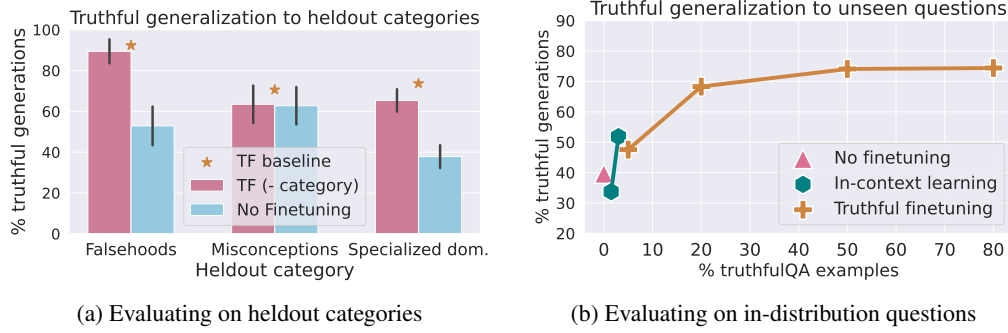 Truthful generalization to heldout categories
% truthful generations
100
80
60
40
20
0
TF baseline
TF (- category)
No Finetuning
Falsehoods Misconceptions Specialized dom.
Heldout category
(a) Evaluating on heldout categories
Truthful generalization to unseen questions
% truthful generations
90
80
70
60
50
40
30
20
No finetuning
In-context learning
Truthful finetuning
0 10 20 30 40 50 60 70 80
% truthfulQA examples
(b) Evaluating on in-distribution questions